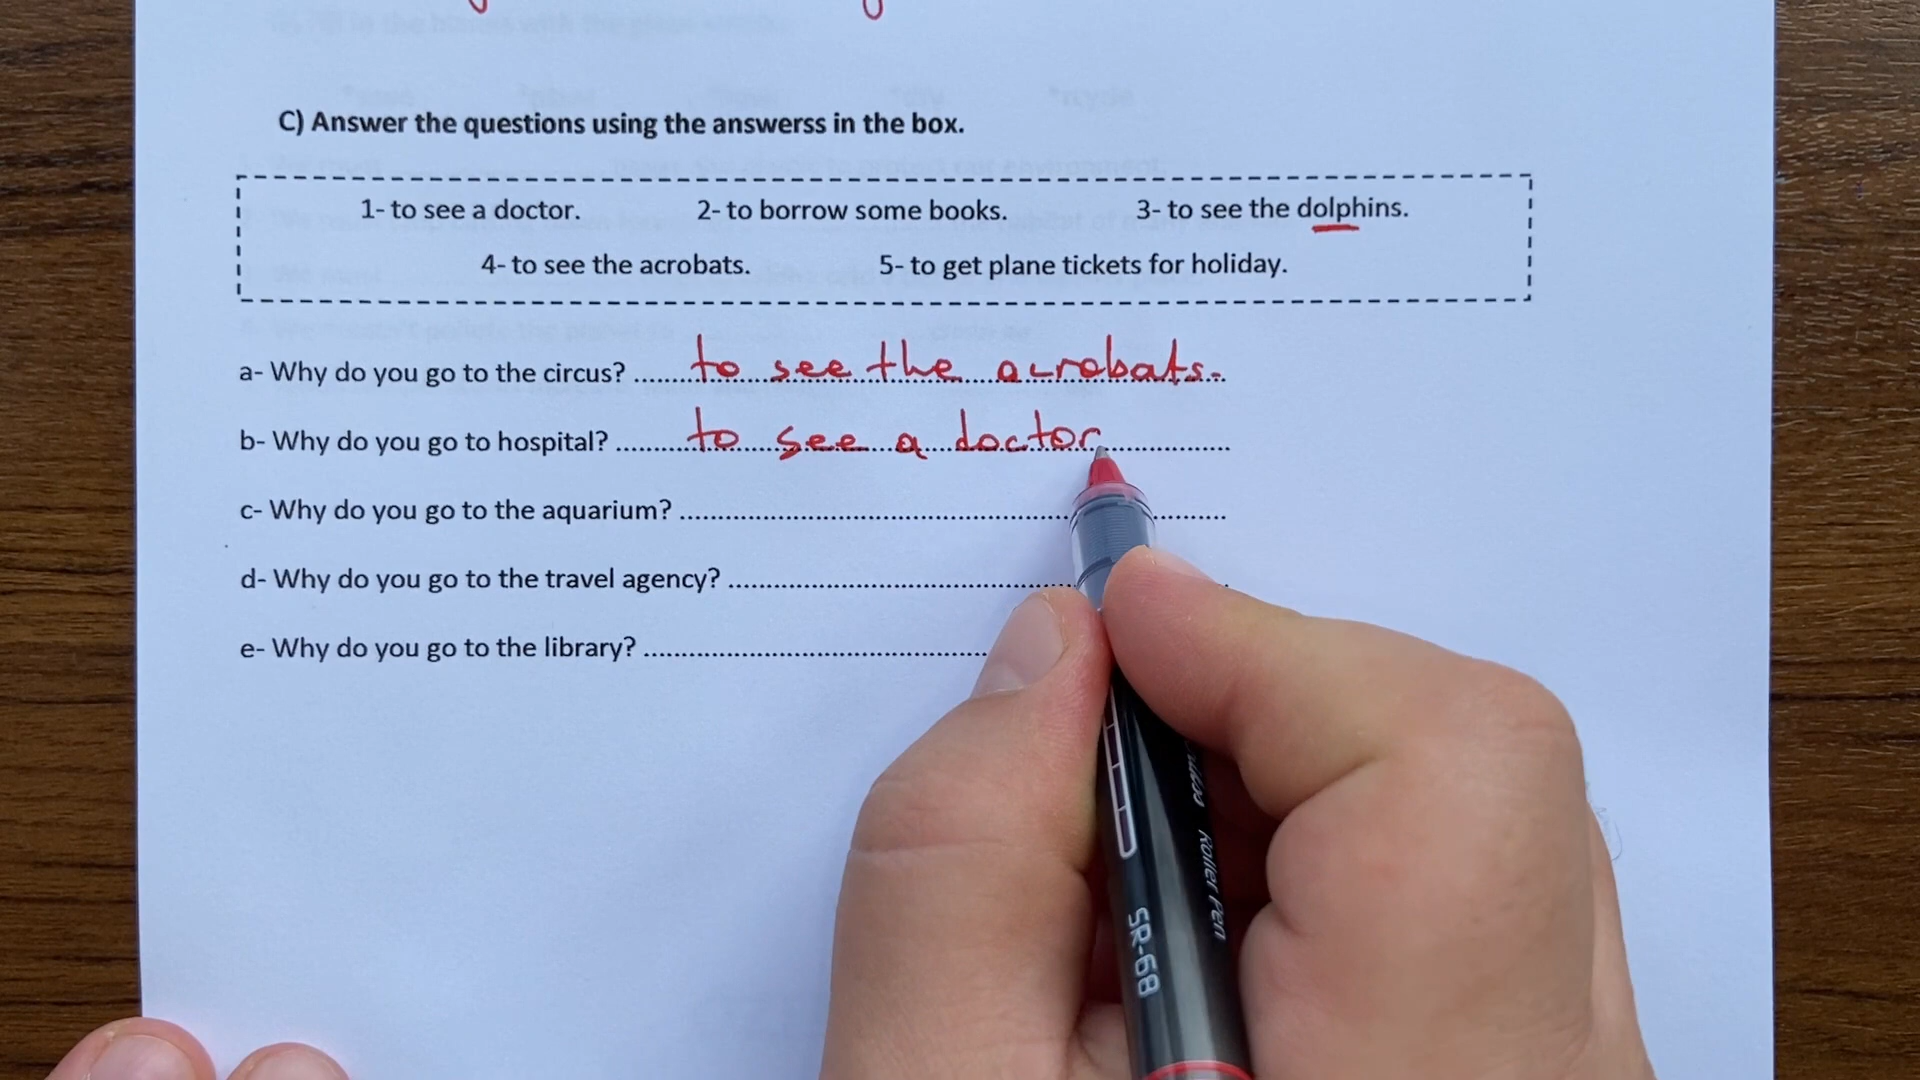 C) Answer the questions using the answerss in the box.
1- to see a doctor. 2- to borrow some books. 3- to see the dolphins.
4- to see the acrobats. 5- to get plane tickets for holiday.
a- Why do you go to the circus? to see the acrobats.
b- Why do you go to hospital? to see a doctor
c- Why do you go to the aquarium?
d- Why do you go to the travel agency?
e- Why do you go to the library?
Roller Pen
SR-68